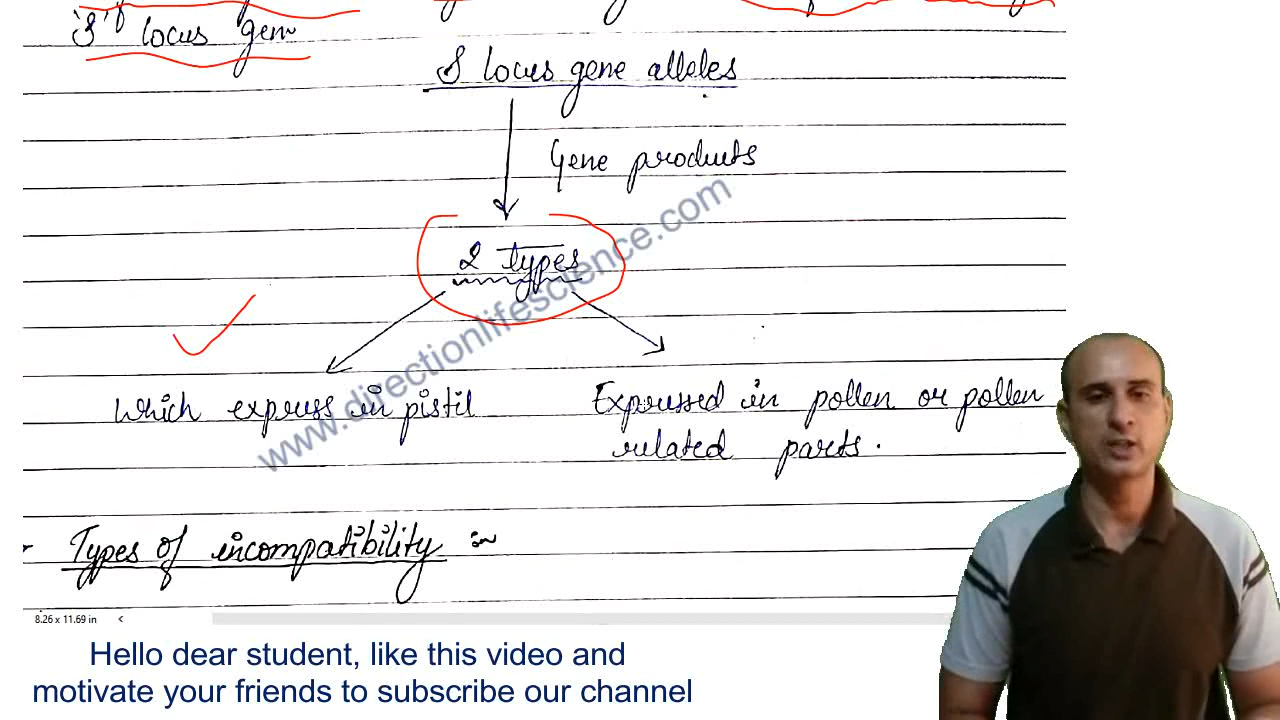 'S' locus gene
S locus gene alleles
Gene products
2 types
Which express in pistil
Expressed in pollen or pollen
related parts.
Types of incompatibility :-
www.directionlifescience.com
8.26 x 11.69 in
Hello dear student, like this video and
motivate your friends to subscribe our channel